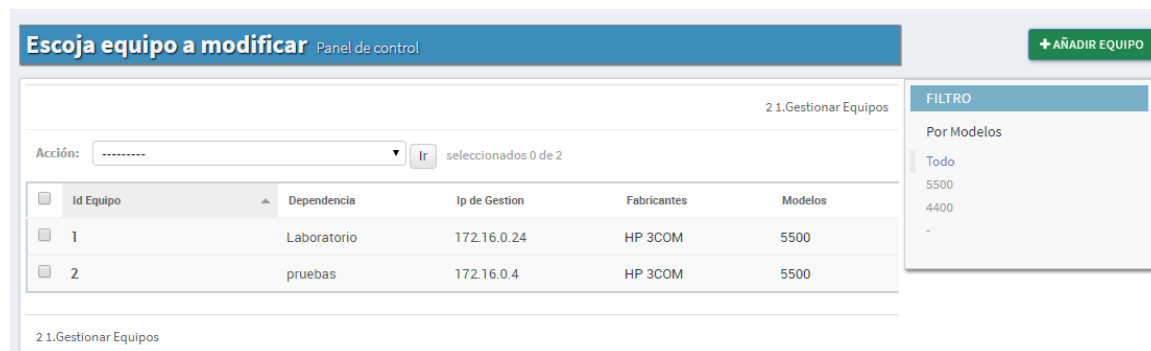 Escoja equipo a modificar Panel de control
+ AÑADIR EQUIPO
2 1.Gestionar Equipos
Acción: --------- Ir seleccionados 0 de 2
Id Equipo Dependencia Ip de Gestion Fabricantes Modelos
1 Laboratorio 172.16.0.24 HP 3COM 5500
2 pruebas 172.16.0.4 HP 3COM 5500
2 1.Gestionar Equipos
FILTRO
Por Modelos
Todo
5500
4400
-